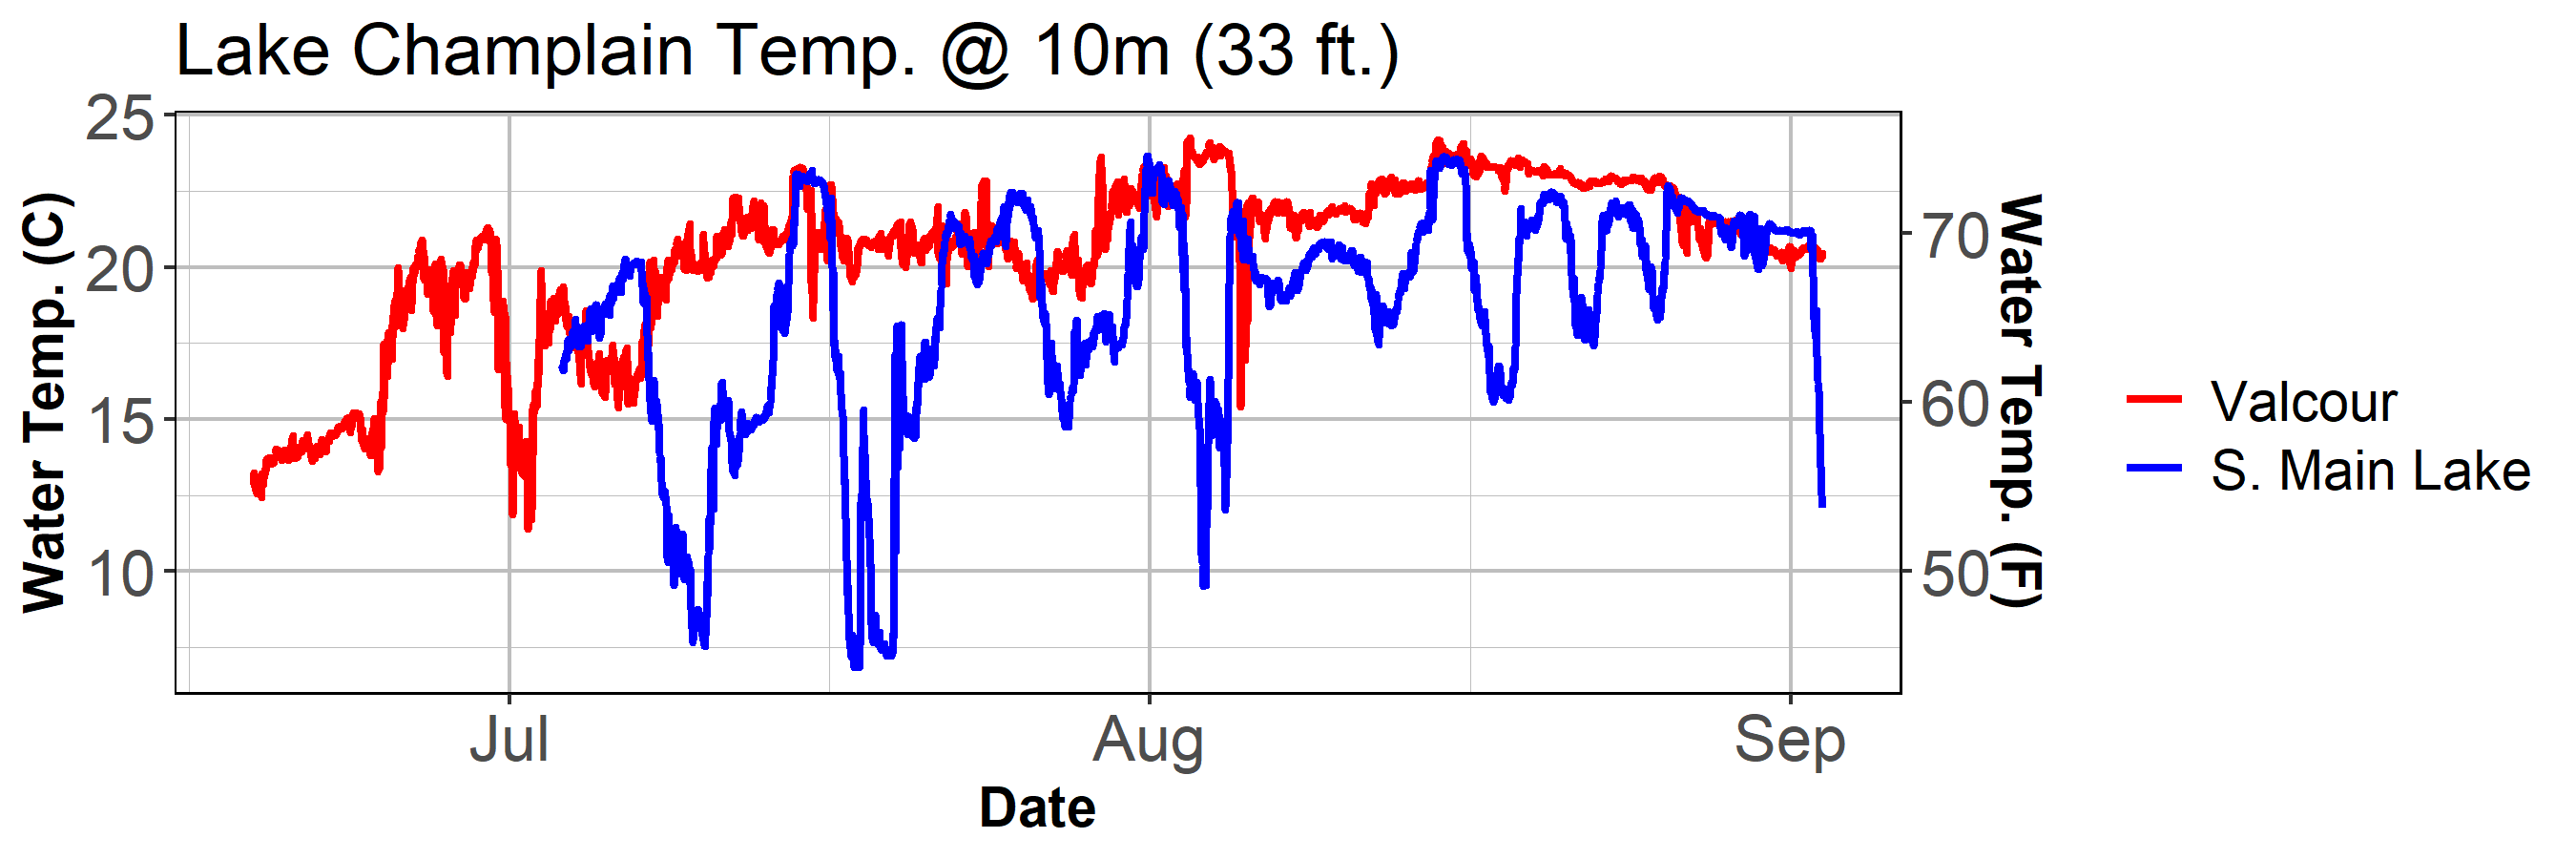 Lake Champlain Temp. @ 10m (33 ft.)
Water Temp. (C)
25
20
15
10
70
60
50
Water Temp. (F)
Jul
Aug
Sep
Date
Valcour
S. Main Lake